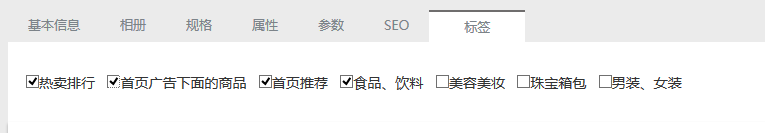 基本信息 相册 规格 属性 参数 SEO 标签
热卖排行 首页广告下面的商品 首页推荐 食品、饮料 美容美妆 珠宝箱包 男装、女装